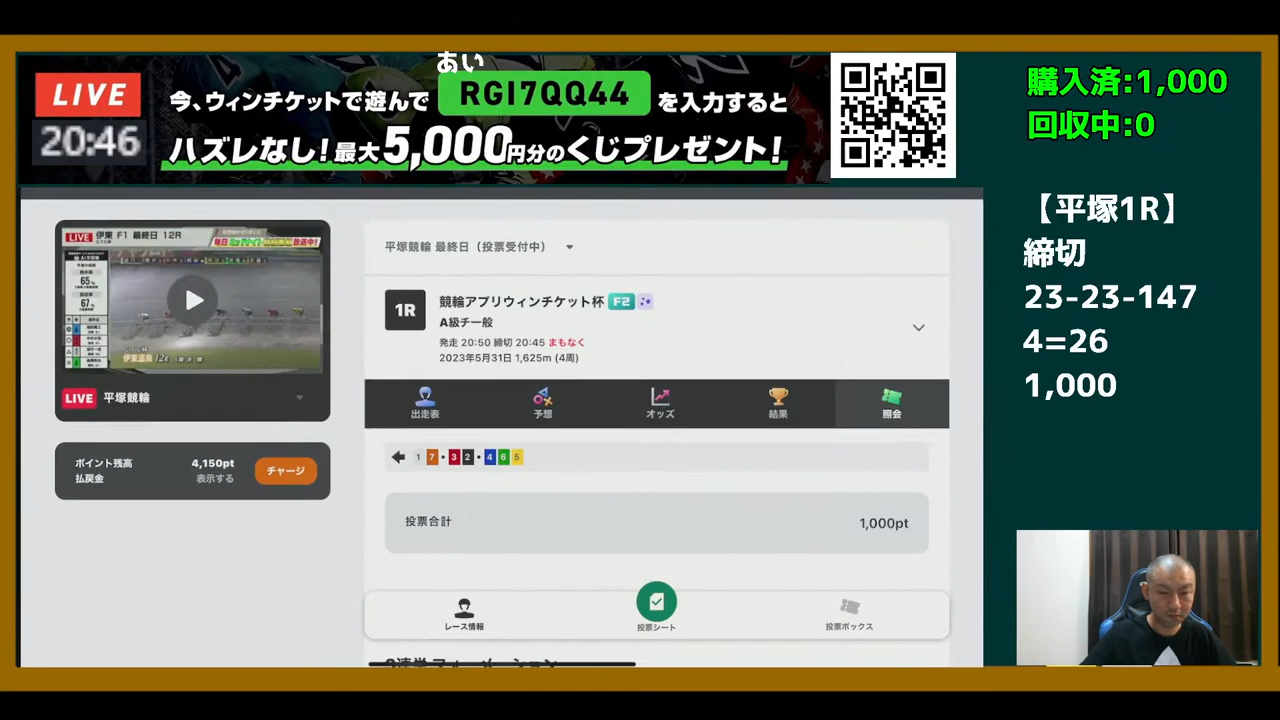 あい
LIVE
20:46
今、ウィンチケットで遊んで RGI7QQ44 を入力すると
ハズレなし!最大5,000円分のくじプレゼント!
購入済:1,000
回収中:0
【平塚1R】
締切
23-23-147
4=26
1,000
LIVE 伊東 F1 最終日 12R
65%
67%
伊東温泉 12R
LIVE 平塚競輪
ポイント残高 4,150pt
払戻金 表示する
チャージ
平塚競輪 最終日(投票受付中)
1R
競輪アプリウィンチケット杯 F2
A級チ一般
発走 20:50 締切 20:45 まもなく
2023年5月31日 1,625m (4周)
出走表 予想 オッズ 結果 照会
1 7・3 2・4 6 5
投票合計 1,000pt
レース情報 投票シート 投票ボックス